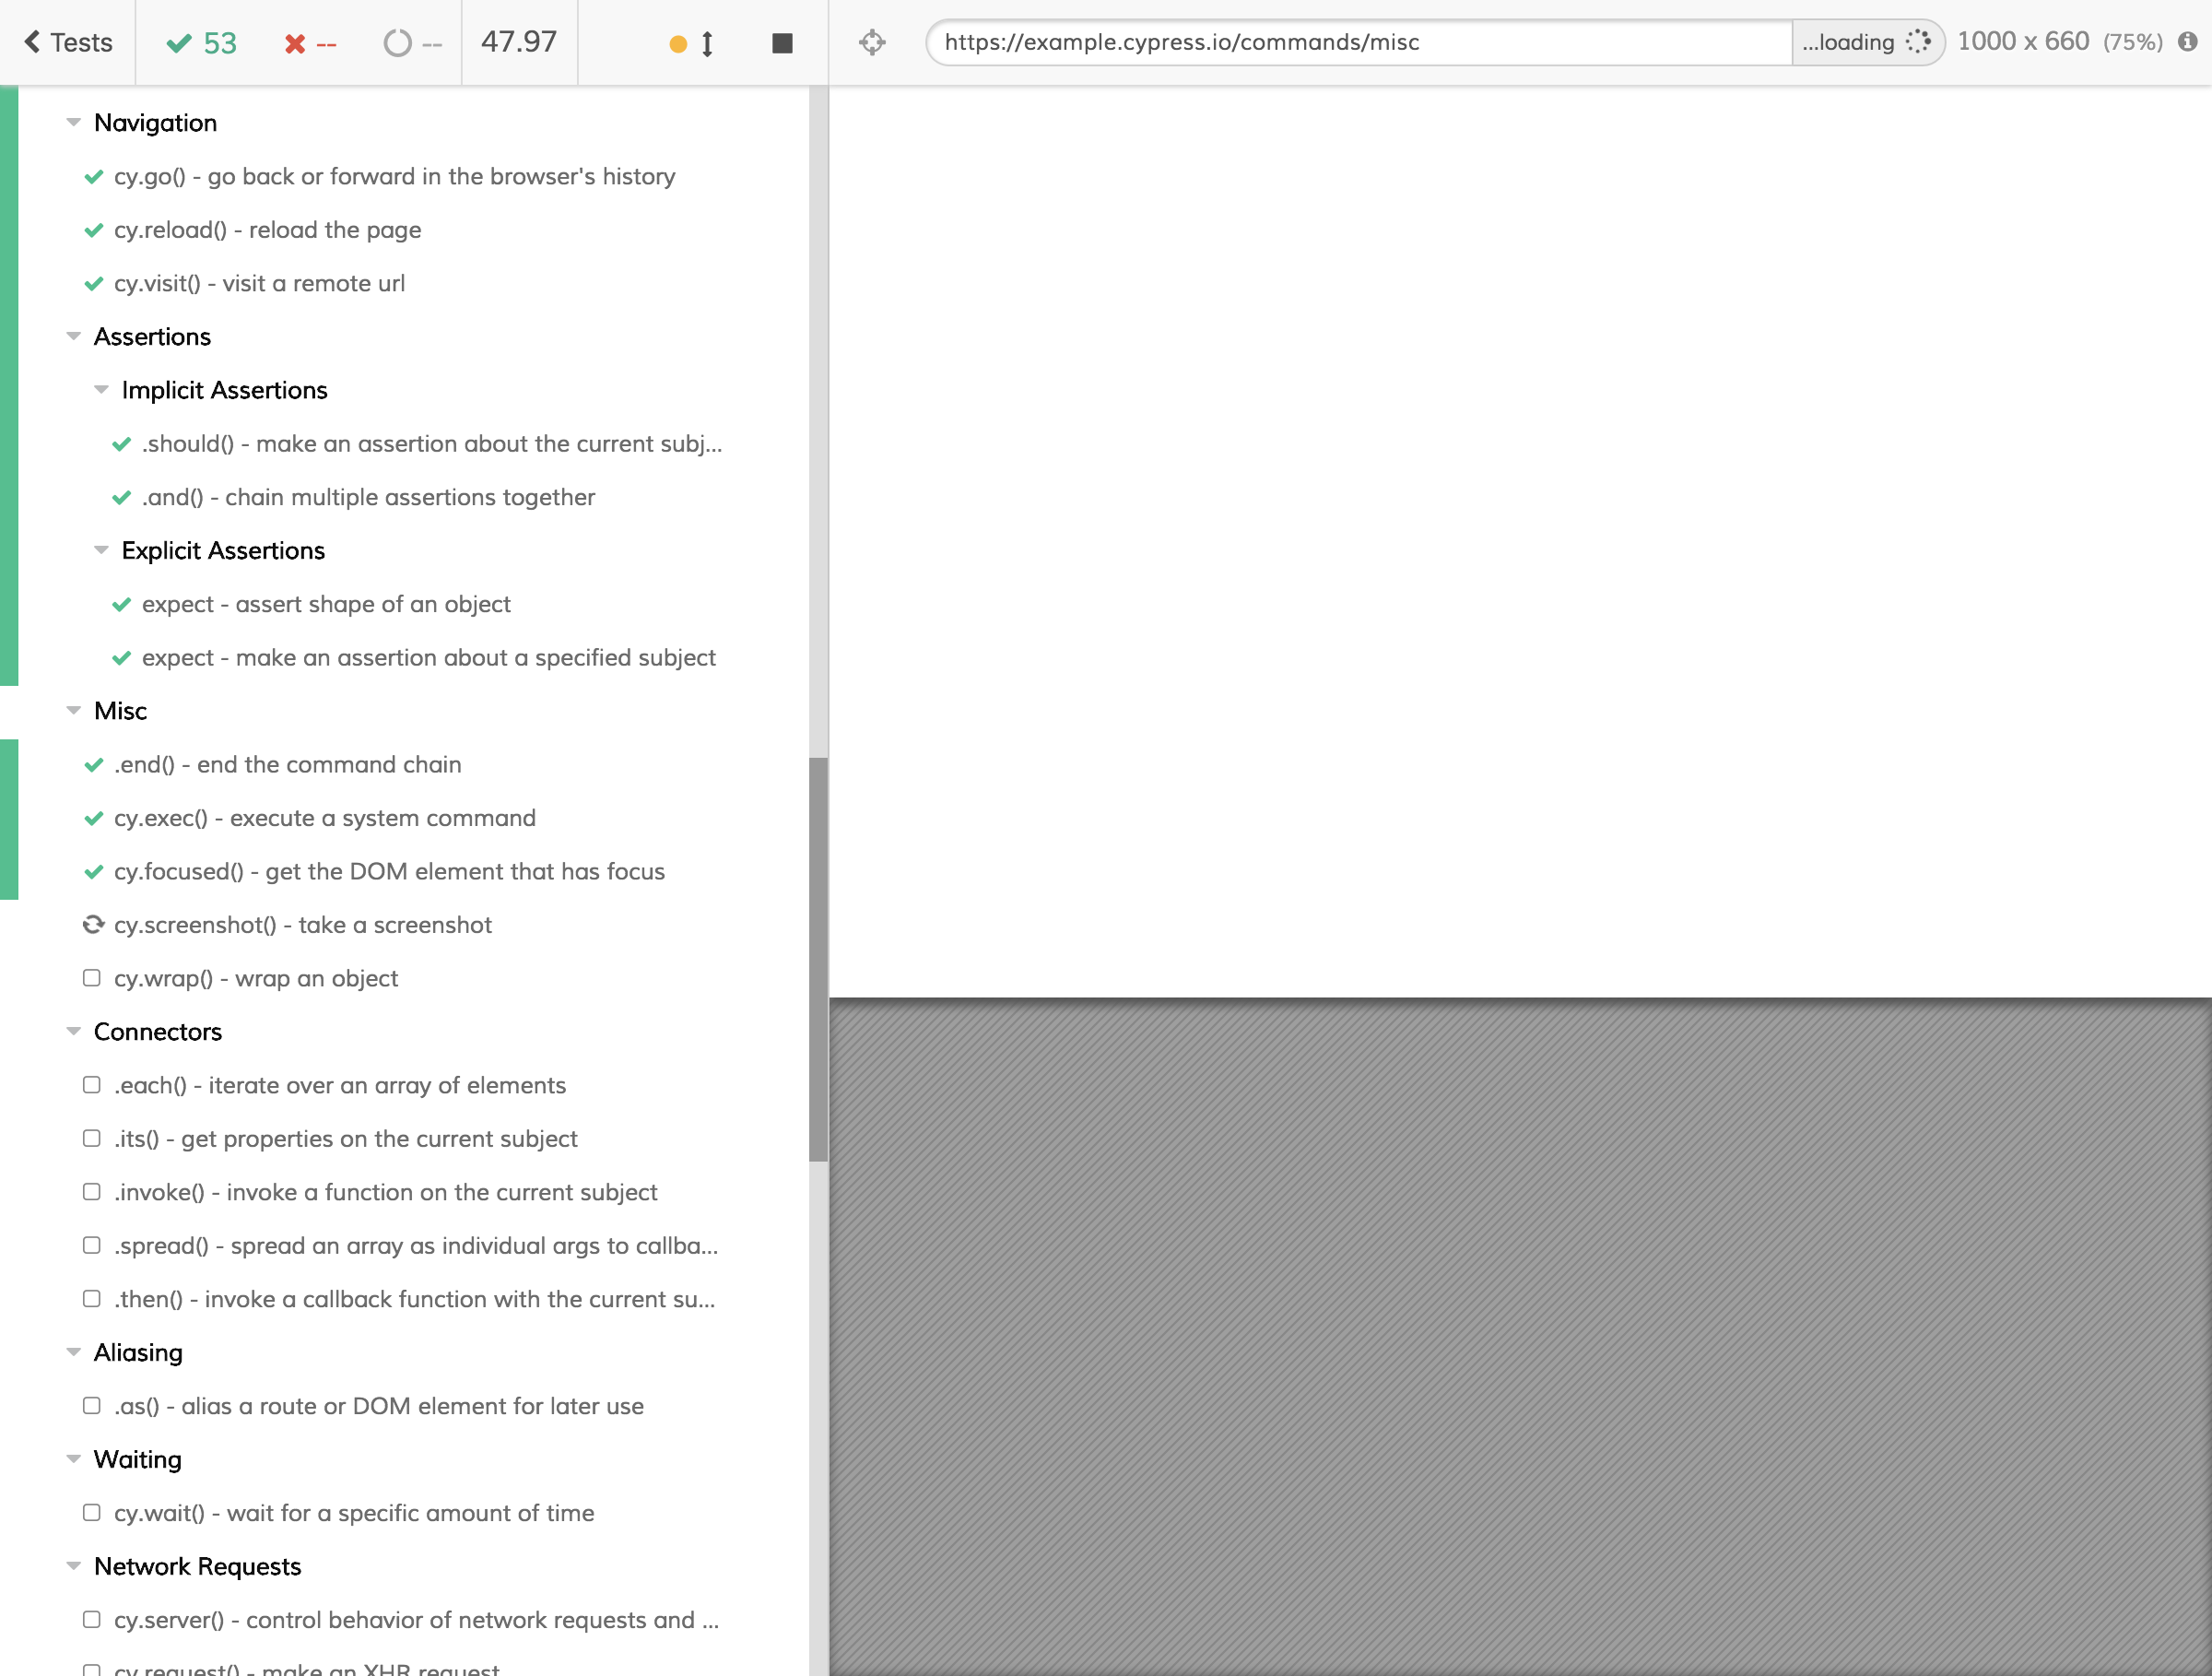 Tests 53 -- -- 47.97
https://example.cypress.io/commands/misc ...loading 1000 x 660 (75%)
Navigation
cy.go() - go back or forward in the browser's history
cy.reload() - reload the page
cy.visit() - visit a remote url
Assertions
Implicit Assertions
.should() - make an assertion about the current subj...
.and() - chain multiple assertions together
Explicit Assertions
expect - assert shape of an object
expect - make an assertion about a specified subject
Misc
.end() - end the command chain
cy.exec() - execute a system command
cy.focused() - get the DOM element that has focus
cy.screenshot() - take a screenshot
cy.wrap() - wrap an object
Connectors
.each() - iterate over an array of elements
.its() - get properties on the current subject
.invoke() - invoke a function on the current subject
.spread() - spread an array as individual args to callba...
.then() - invoke a callback function with the current su...
Aliasing
.as() - alias a route or DOM element for later use
Waiting
cy.wait() - wait for a specific amount of time
Network Requests
cy.server() - control behavior of network requests and ...
cy.request() - make an XHR request